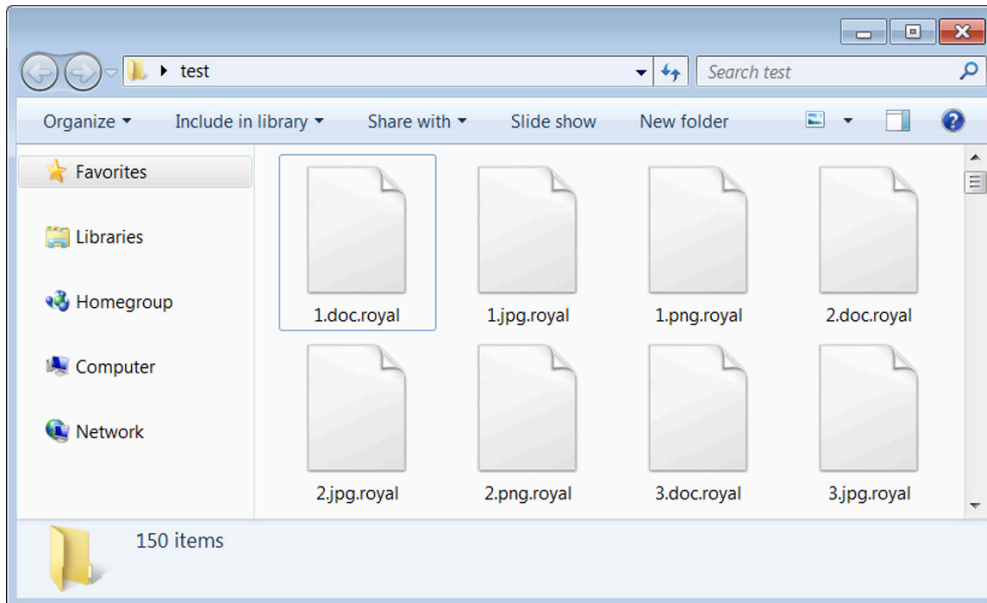 test
Search test
Organize
Include in library
Share with
Slide show
New folder
Favorites
Libraries
Homegroup
Computer
Network
1.doc.royal
1.jpg.royal
1.png.royal
2.doc.royal
2.jpg.royal
2.png.royal
3.doc.royal
3.jpg.royal
150 items